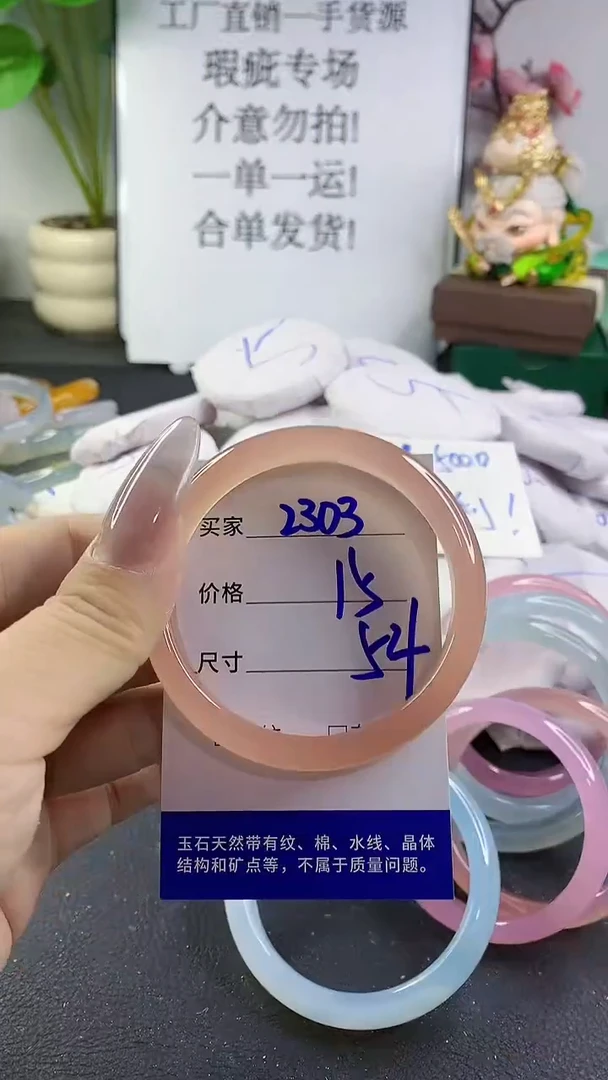 工厂直销一手货源
瑕疵专场
介意勿拍!
一单一运!
合单发货!
5000
利!
买家 2303
价格 15
尺寸 54
玉石天然带有纹、棉、水线、晶体
结构和矿点等，不属于质量问题。